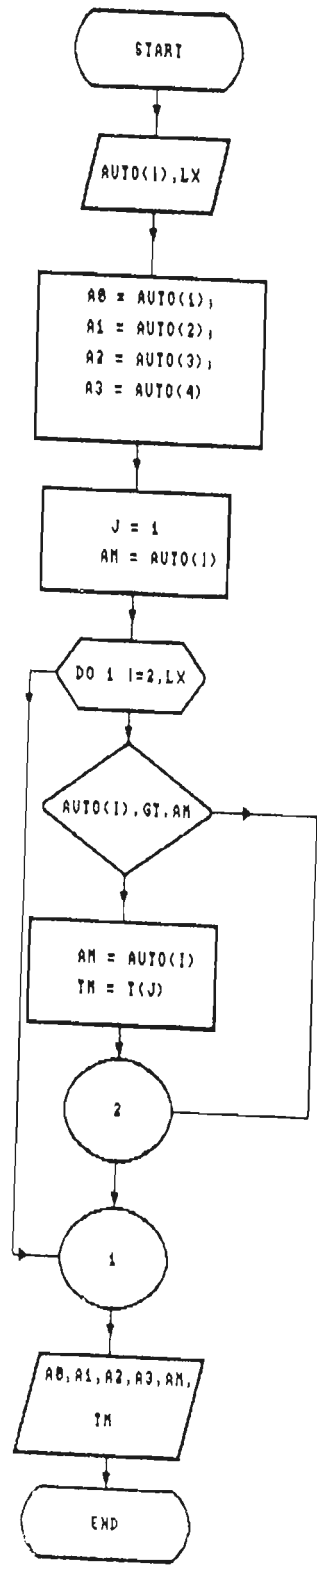 START
AUTO(I),LX
A0 = AUTO(1);
A1 = AUTO(2);
A2 = AUTO(3);
A3 = AUTO(4)
J = 1
AM = AUTO(I)
DO 1 I=2,LX
AUTO(I),GT,AM
AM = AUTO(I)
TM = T(J)
2
1
A0,A1,A2,A3,AM,
TM
END